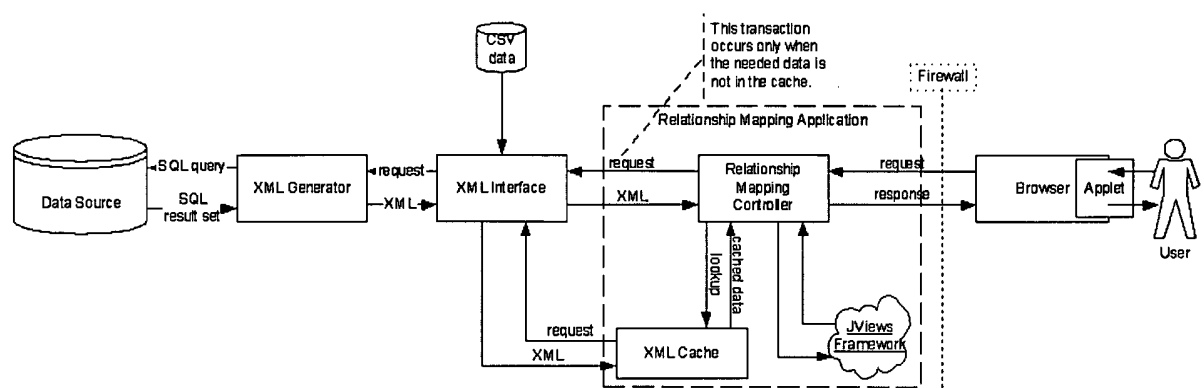 CSV
data
This transaction
occurs only when
the needed data is
not in the cache.
Firewall
Relationship Mapping Application
Data Source
SQL query
SQL
result set
XML Generator
request
XML
XML Interface
request
XML
Relationship
Mapping
Controller
request
response
Browser
Applet
User
lookup
cached data
request
XML
XML Cache
JViews
Framework